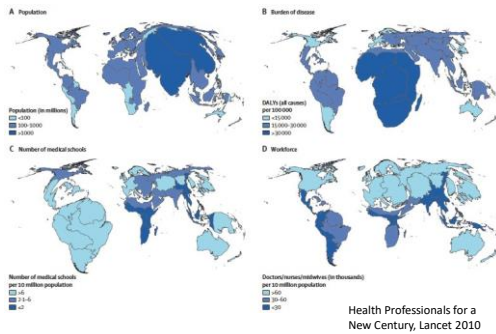 A Population
Population (in millions)
<100
100-1000
>1000
B Burden of disease
DALYs (all causes)
per 100 000
<15 000
15 000-30 000
>30 000
C Number of medical schools
Number of medical schools
per 10 million population
>6
2·1-6
<2
D Workforce
Doctors/nurses/midwives (in thousands)
per 10 million population
>60
30-60
<30
Health Professionals for a
New Century, Lancet 2010